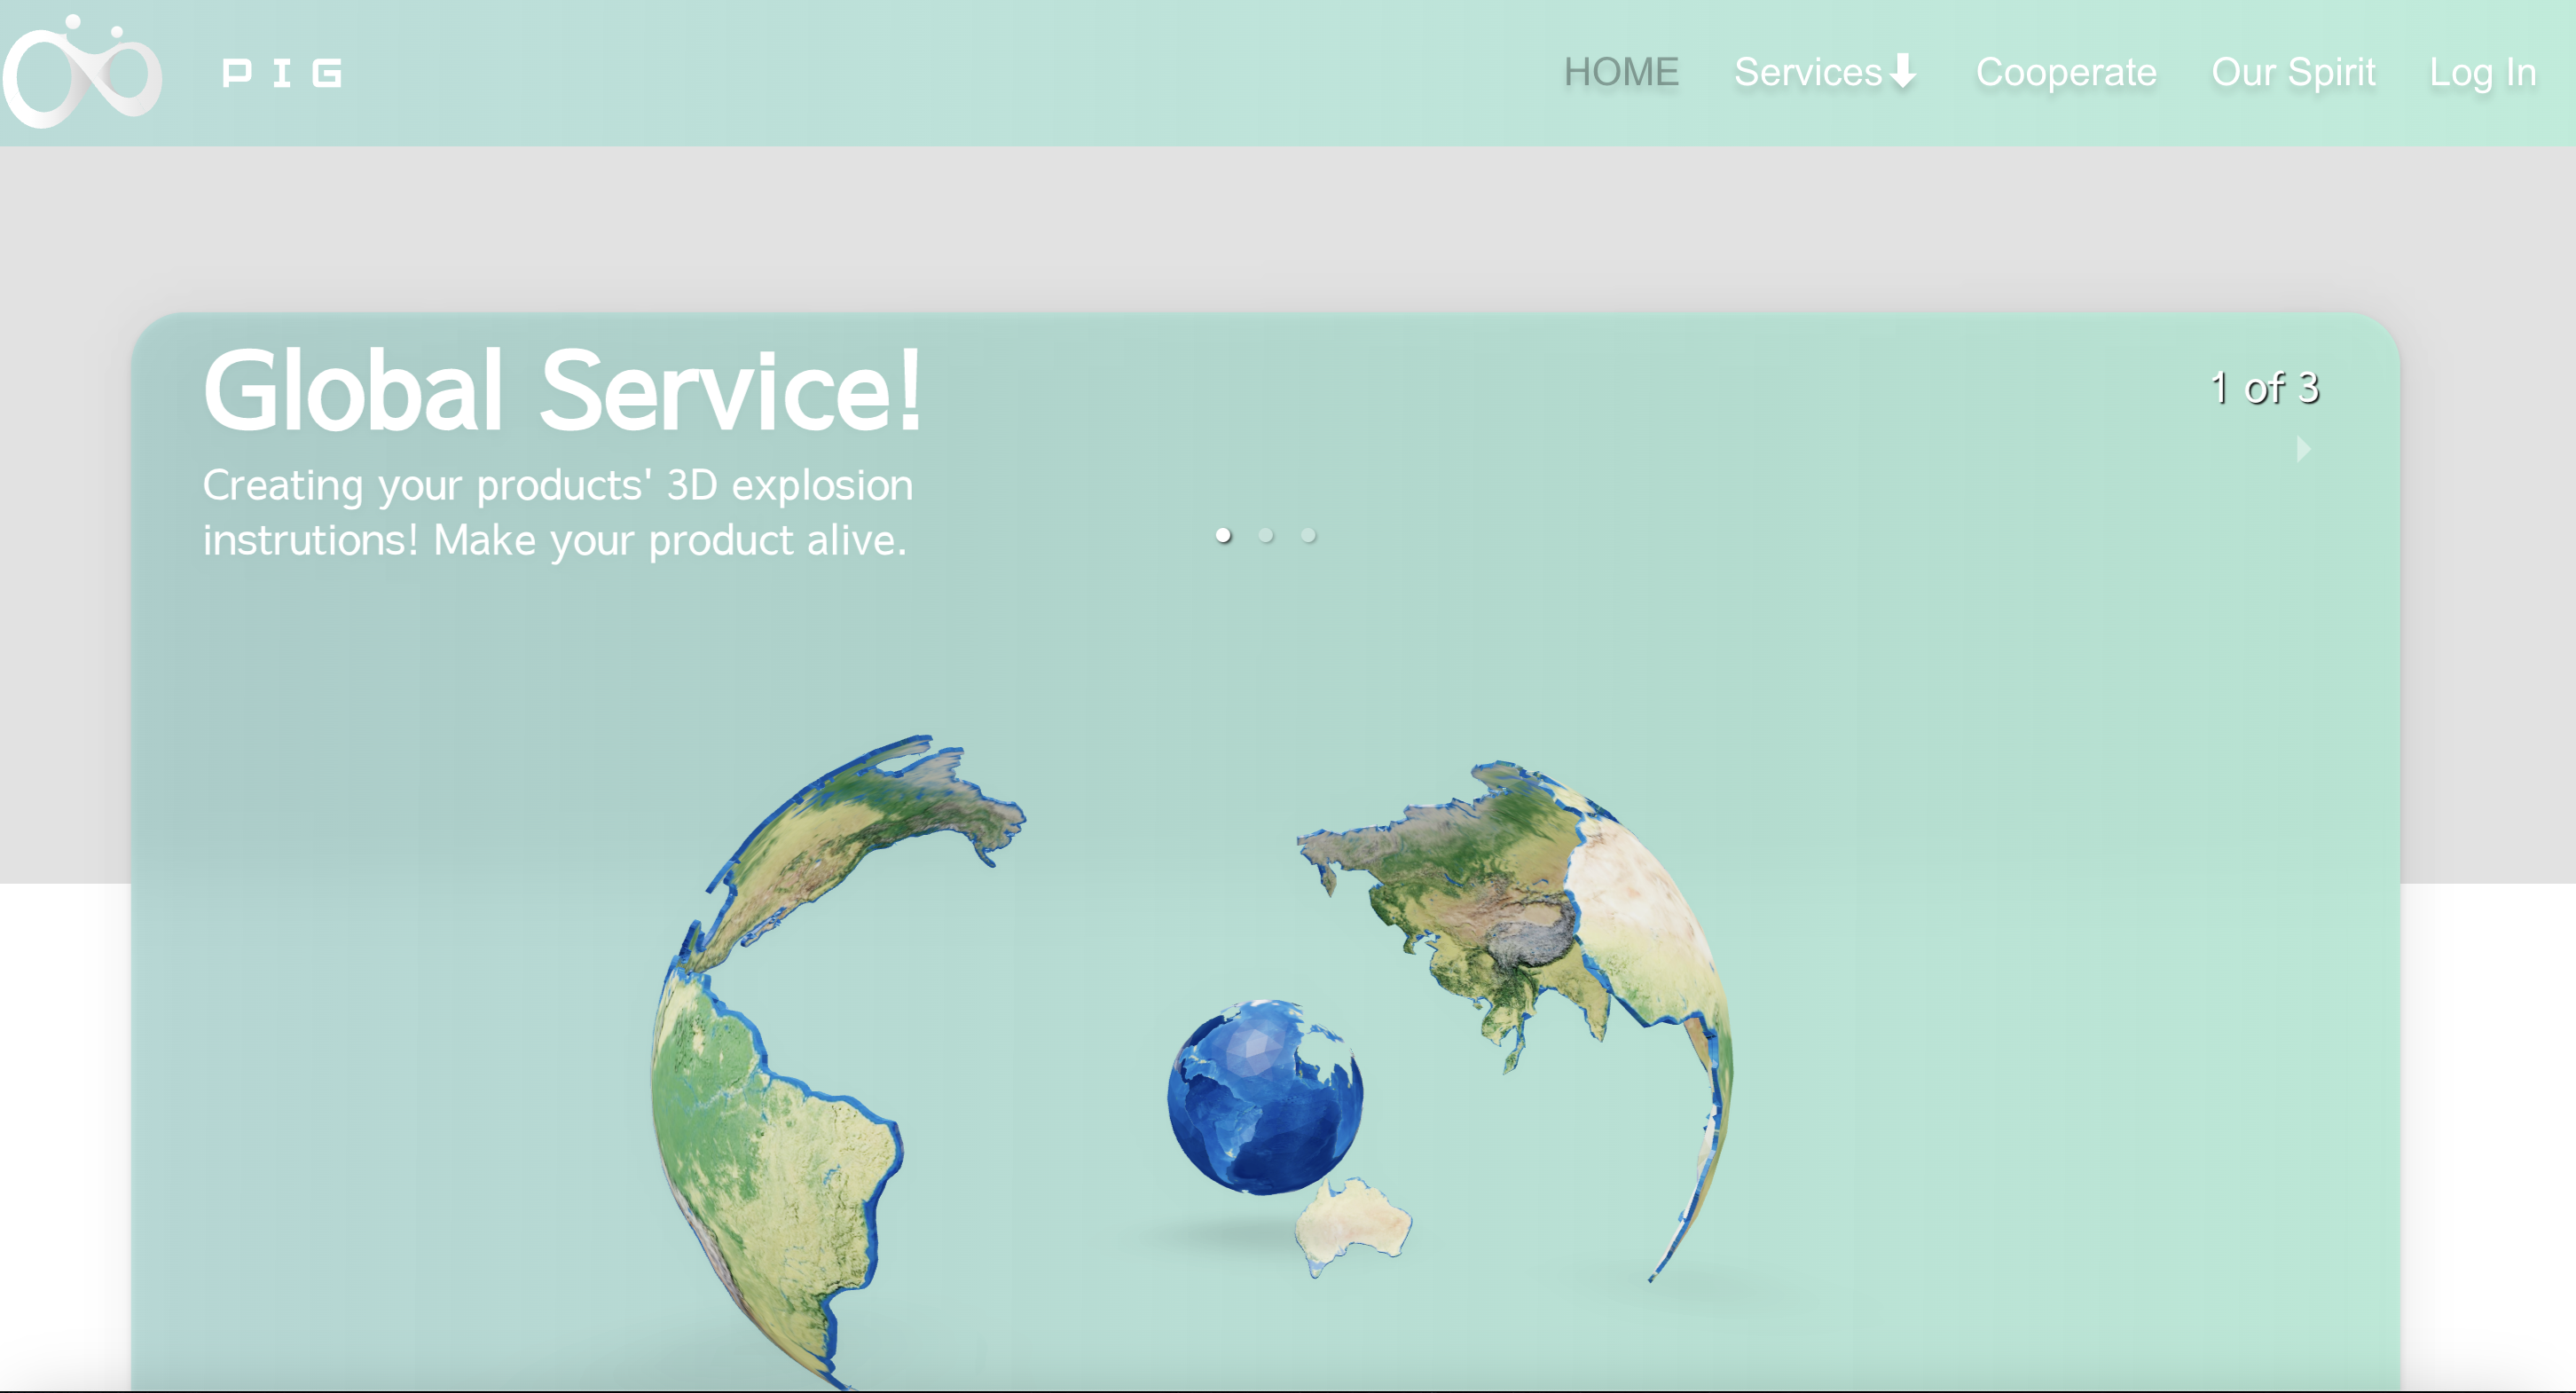 PIG
HOME Services Cooperate Our Spirit Log In
Global Service!
1 of 3
Creating your products' 3D explosion
instrutions! Make your product alive.